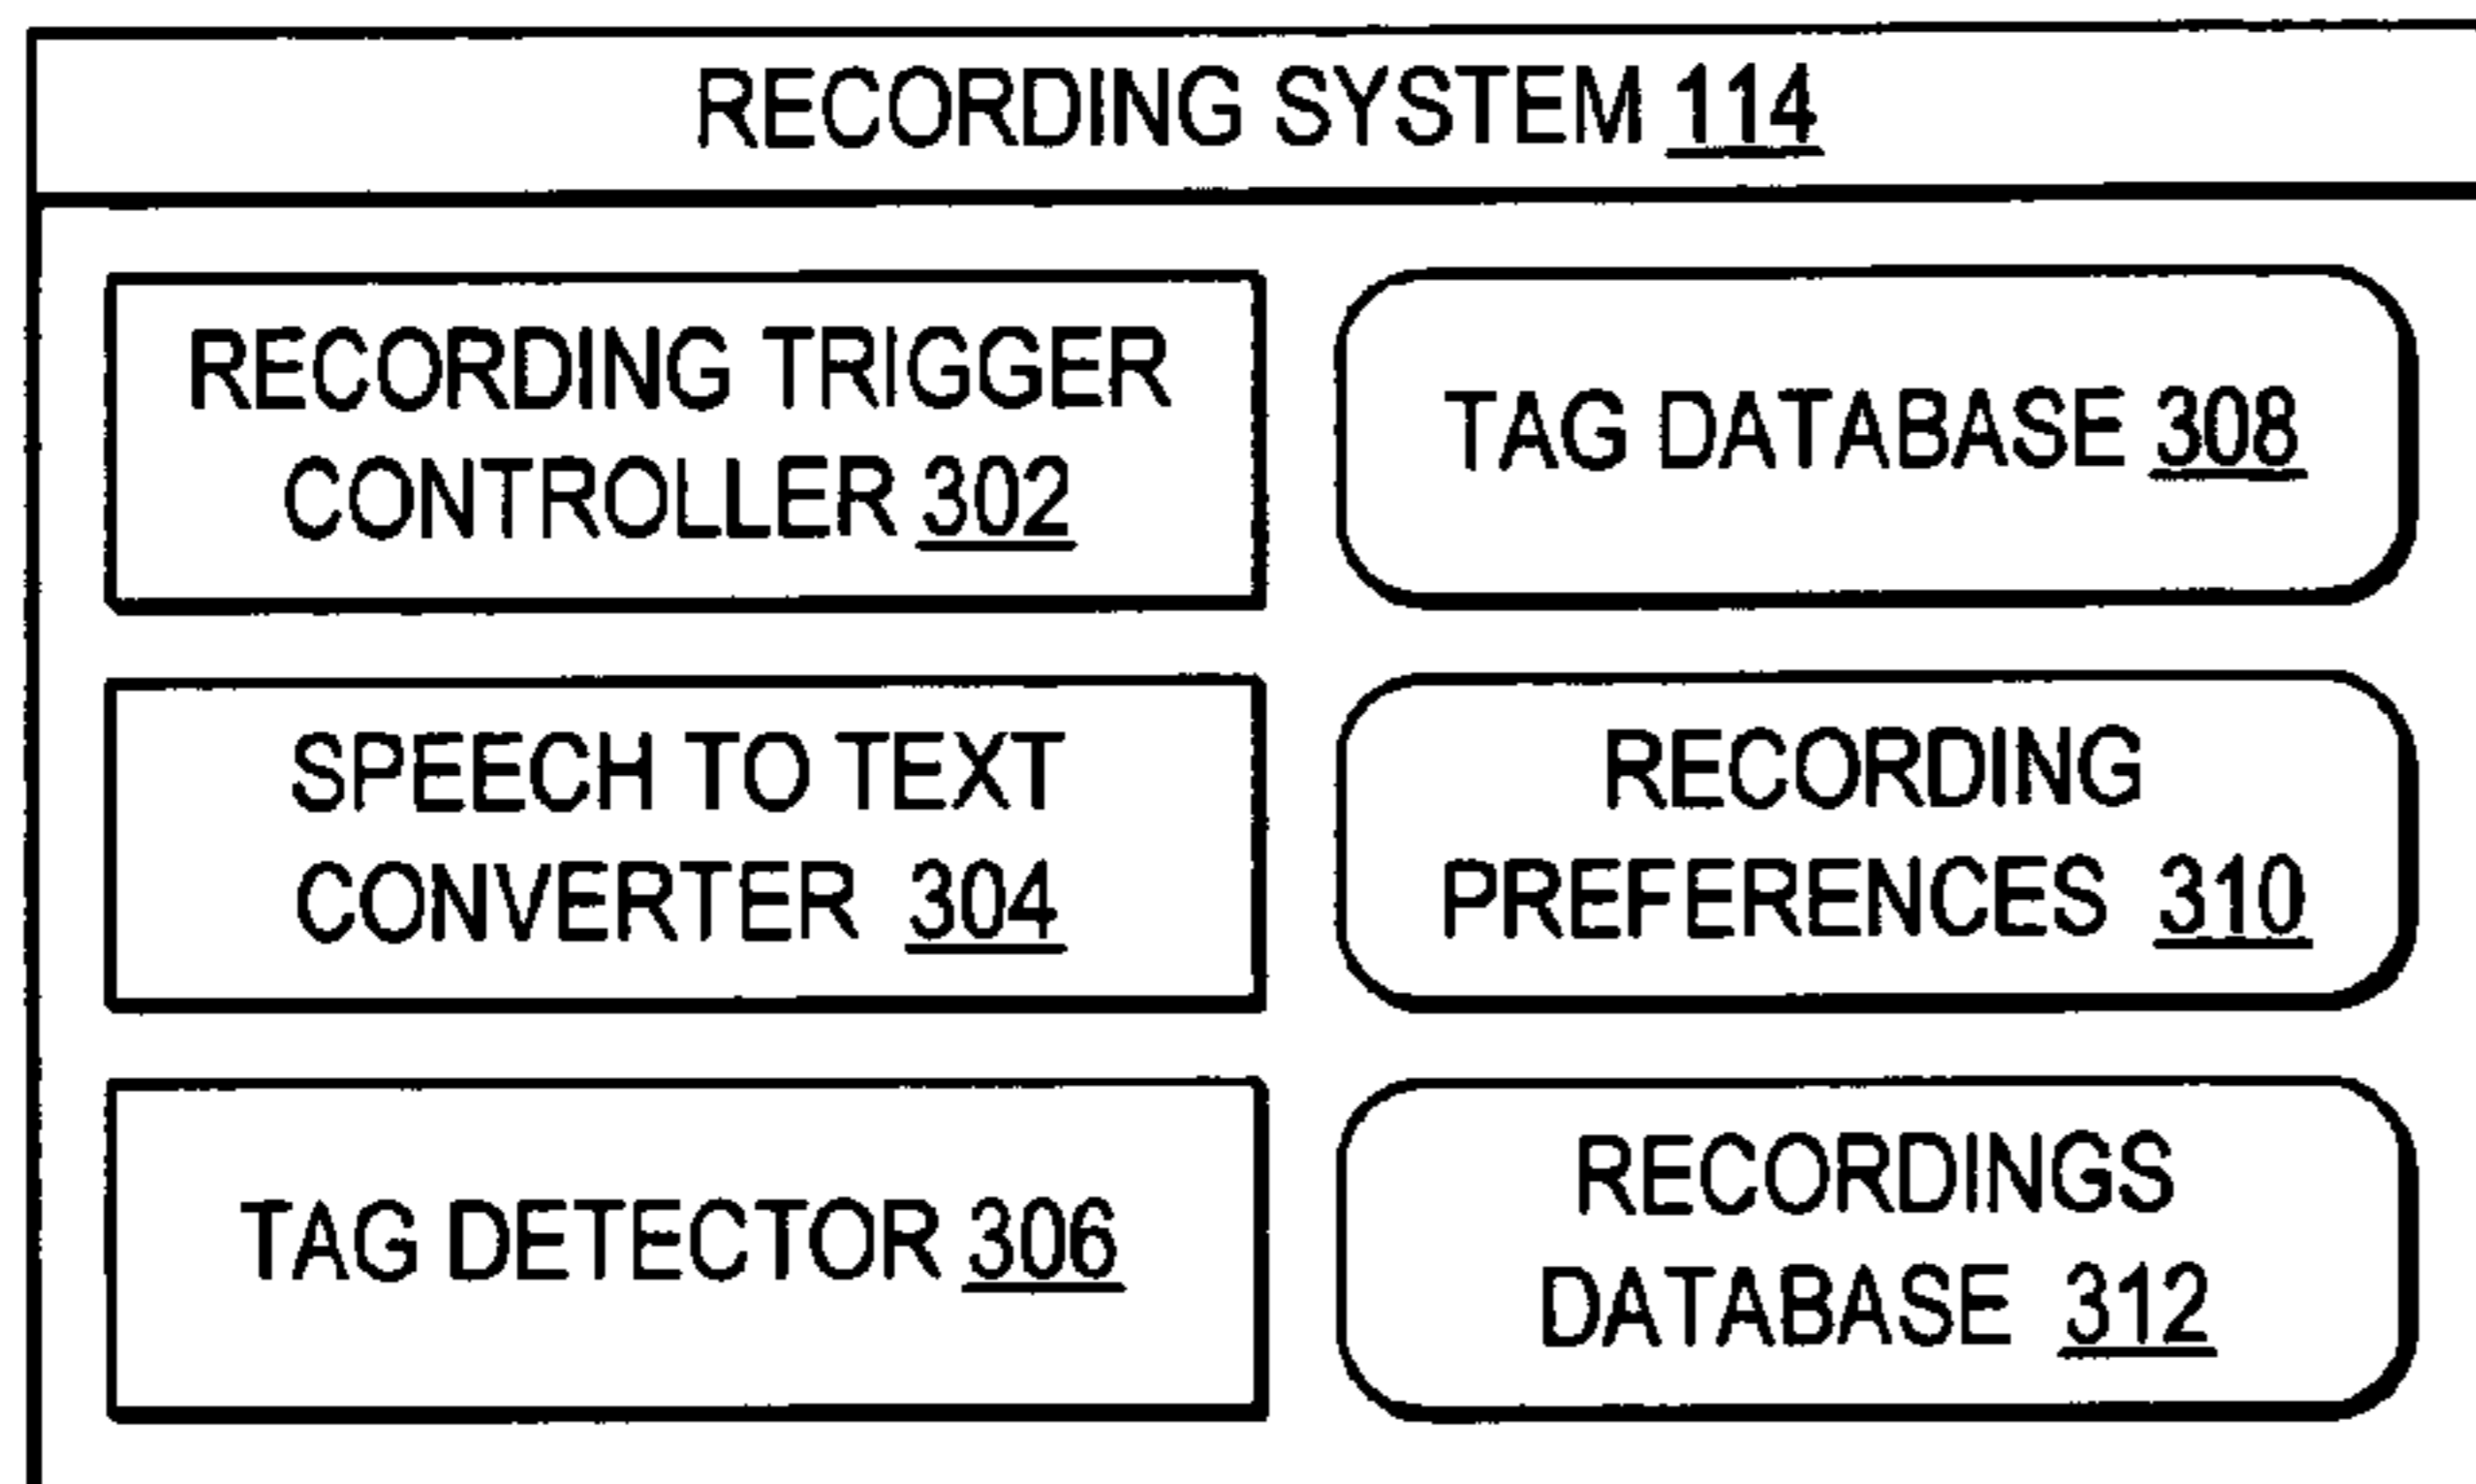 RECORDING SYSTEM 114
RECORDING TRIGGER
CONTROLLER 302
TAG DATABASE 308
SPEECH TO TEXT
CONVERTER 304
RECORDING
PREFERENCES 310
TAG DETECTOR 306
RECORDINGS
DATABASE 312